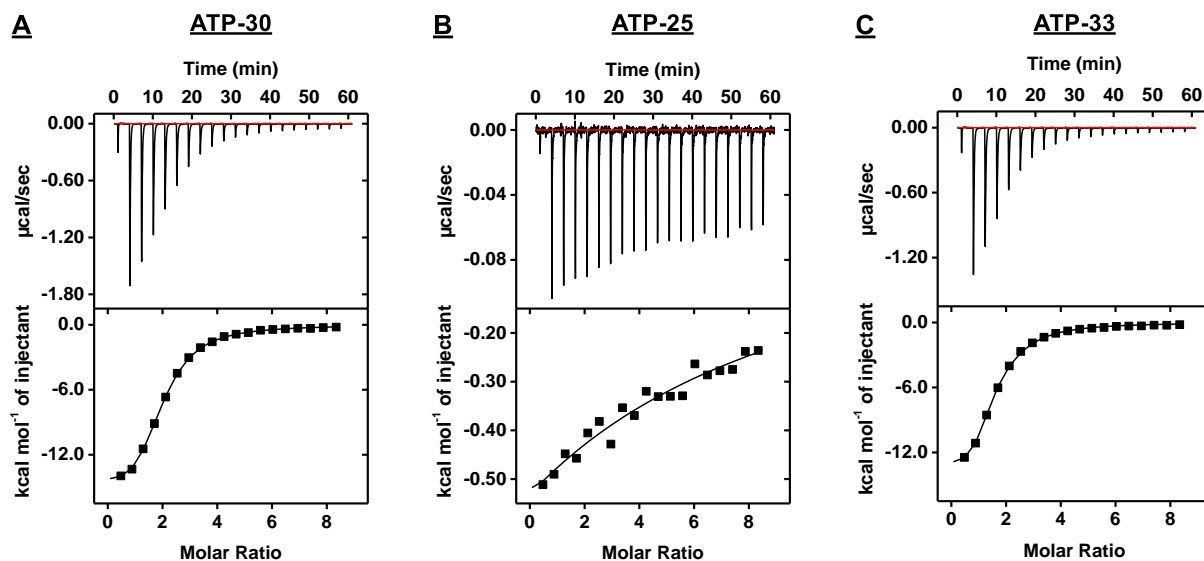 A
ATP-30
Time (min)
0 10 20 30 40 50 60
0.00
-0.60
-1.20
-1.80
µcal/sec
0.0
-6.0
-12.0
kcal mol⁻¹ of injectant
0 2 4 6 8
Molar Ratio
B
ATP-25
Time (min)
0 10 20 30 40 50 60
0.00
-0.04
-0.08
µcal/sec
-0.20
-0.30
-0.40
-0.50
kcal mol⁻¹ of injectant
0 2 4 6 8
Molar Ratio
C
ATP-33
Time (min)
0 10 20 30 40 50 60
0.00
-0.60
-1.20
µcal/sec
0.0
-6.0
-12.0
kcal mol⁻¹ of injectant
0 2 4 6 8
Molar Ratio